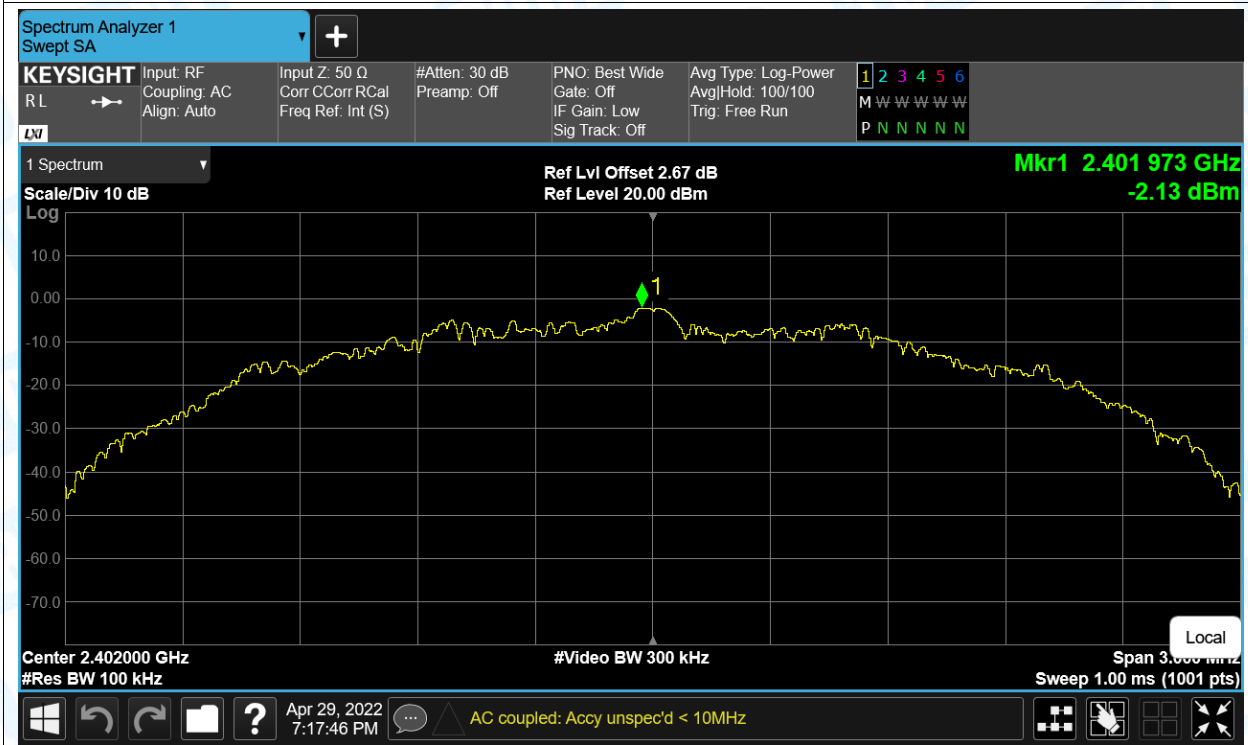 Spectrum Analyzer 1
Swept SA
KEYSIGHT
R L
LXI
Input: RF
Coupling: AC
Align: Auto
Input Z: 50 Ω
Corr CCorr RCal
Freq Ref: Int (S)
#Atten: 30 dB
Preamp: Off
PNO: Best Wide
Gate: Off
IF Gain: Low
Sig Track: Off
Avg Type: Log-Power
Avg|Hold: 100/100
Trig: Free Run
1 2 3 4 5 6
M W W W W W
P N N N N N
1 Spectrum
Scale/Div 10 dB
Log
Ref Lvl Offset 2.67 dB
Ref Level 20.00 dBm
Mkr1 2.401 973 GHz
-2.13 dBm
10.0
0.00
-10.0
-20.0
-30.0
-40.0
-50.0
-60.0
-70.0
1
Local
Center 2.402000 GHz
#Video BW 300 kHz
Span
#Res BW 100 kHz
Sweep 1.00 ms (1001 pts)
?
Apr 29, 2022
7:17:46 PM
AC coupled: Accy unspec'd < 10MHz